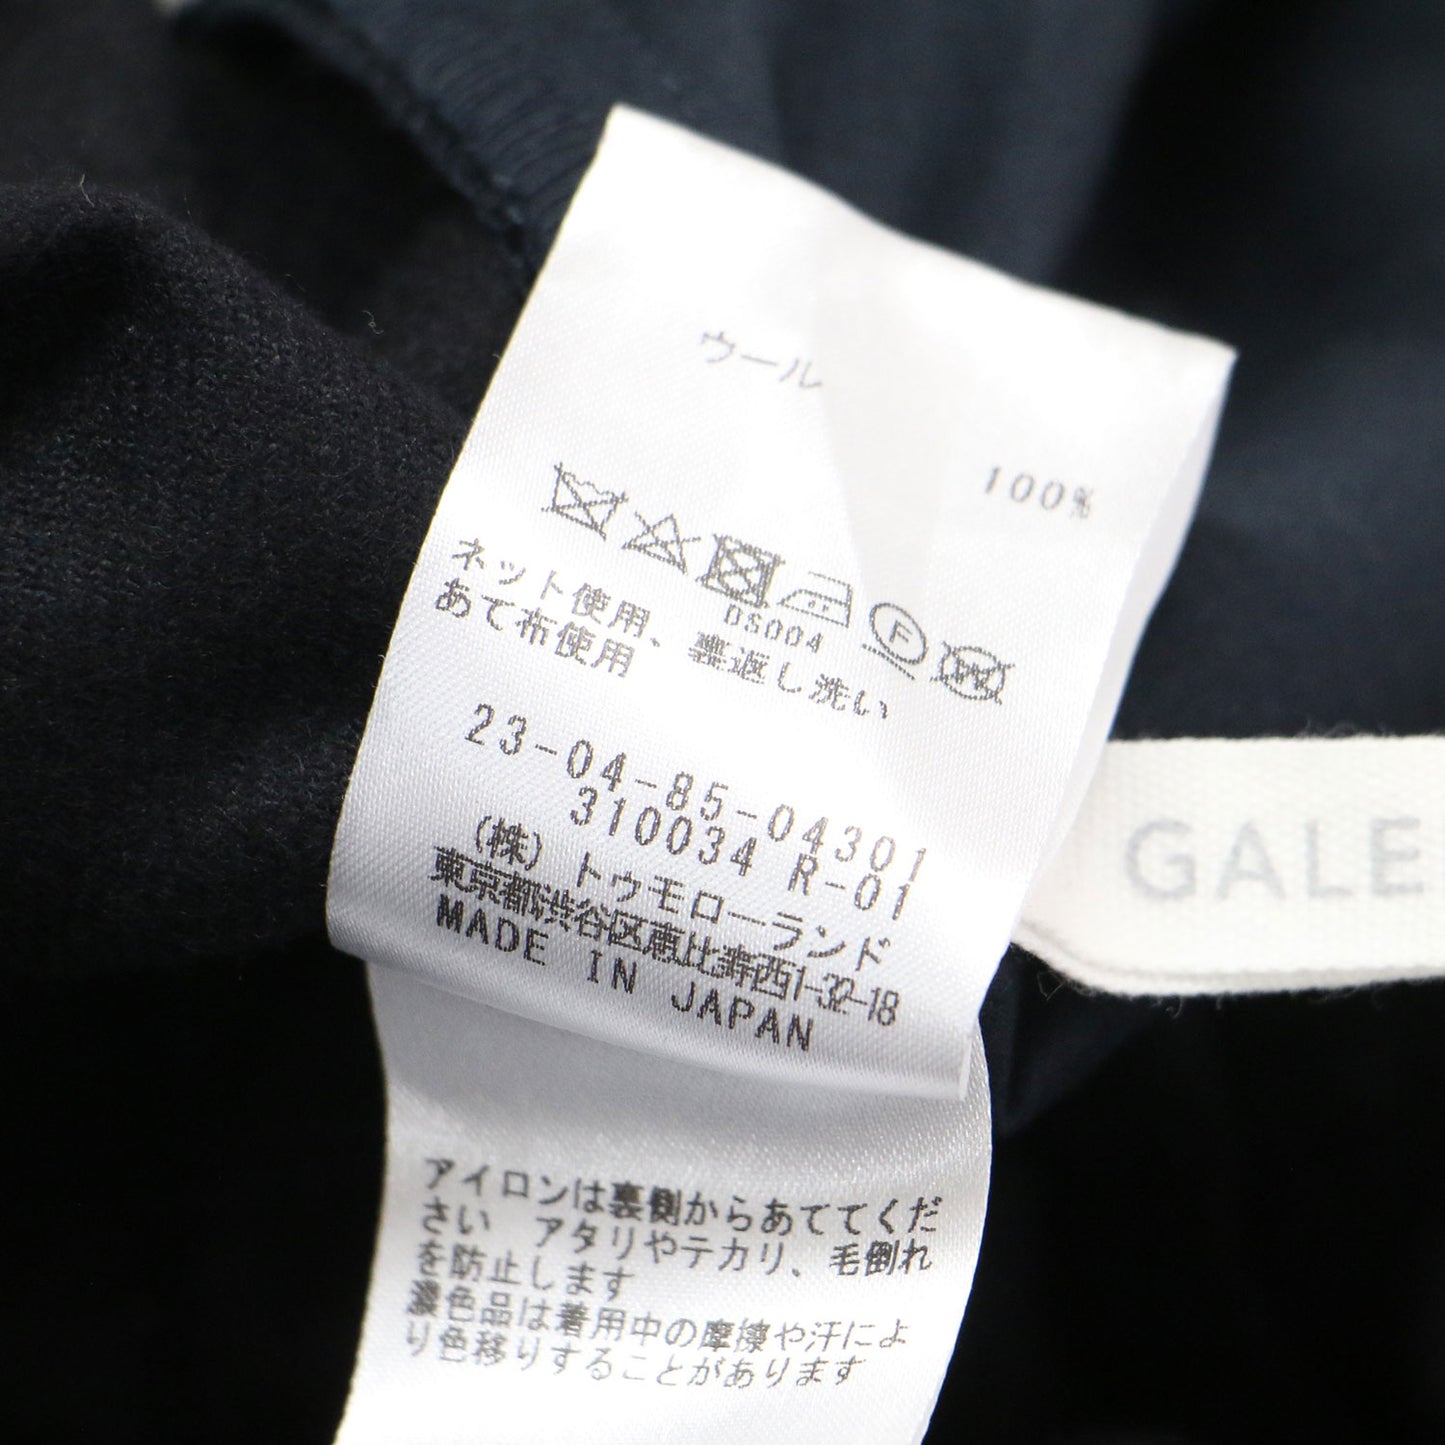 ウール
100%
DS004
F
W
ネット使用、裏返し洗い
あて布使用
23-04-85-04301
310034 R-01
(株)トゥモローランド
東京都渋谷区恵比寿西1-32-18
MADE IN JAPAN
GALE
アイロンは裏側からあててくだ
さい　アタリやテカリ、毛倒れ
を防止します
濃色品は着用中の摩擦や汗によ
り色移りすることがあります